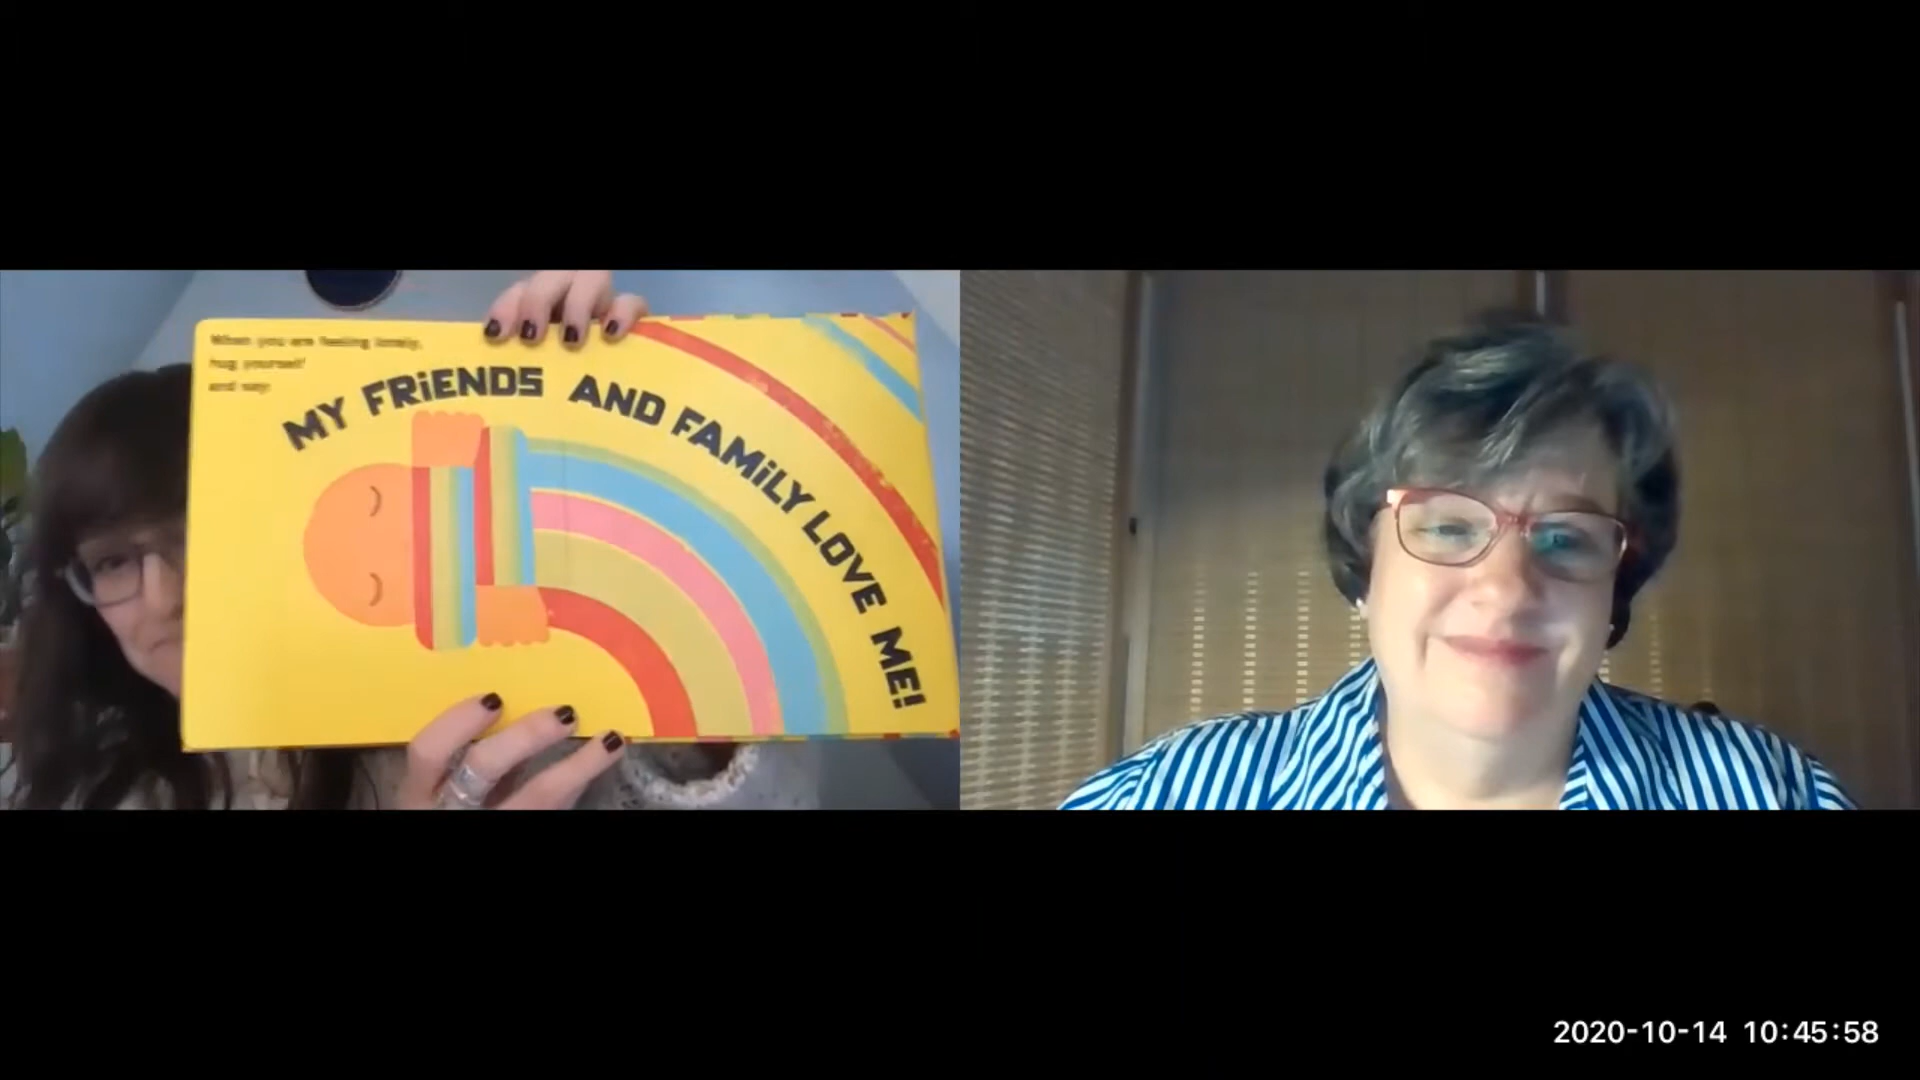 When you are feeling lonely,
hug yourself
and say:
MY FRiENDS AND FAMiLY LOVE ME!
2020-10-14 10:45:58